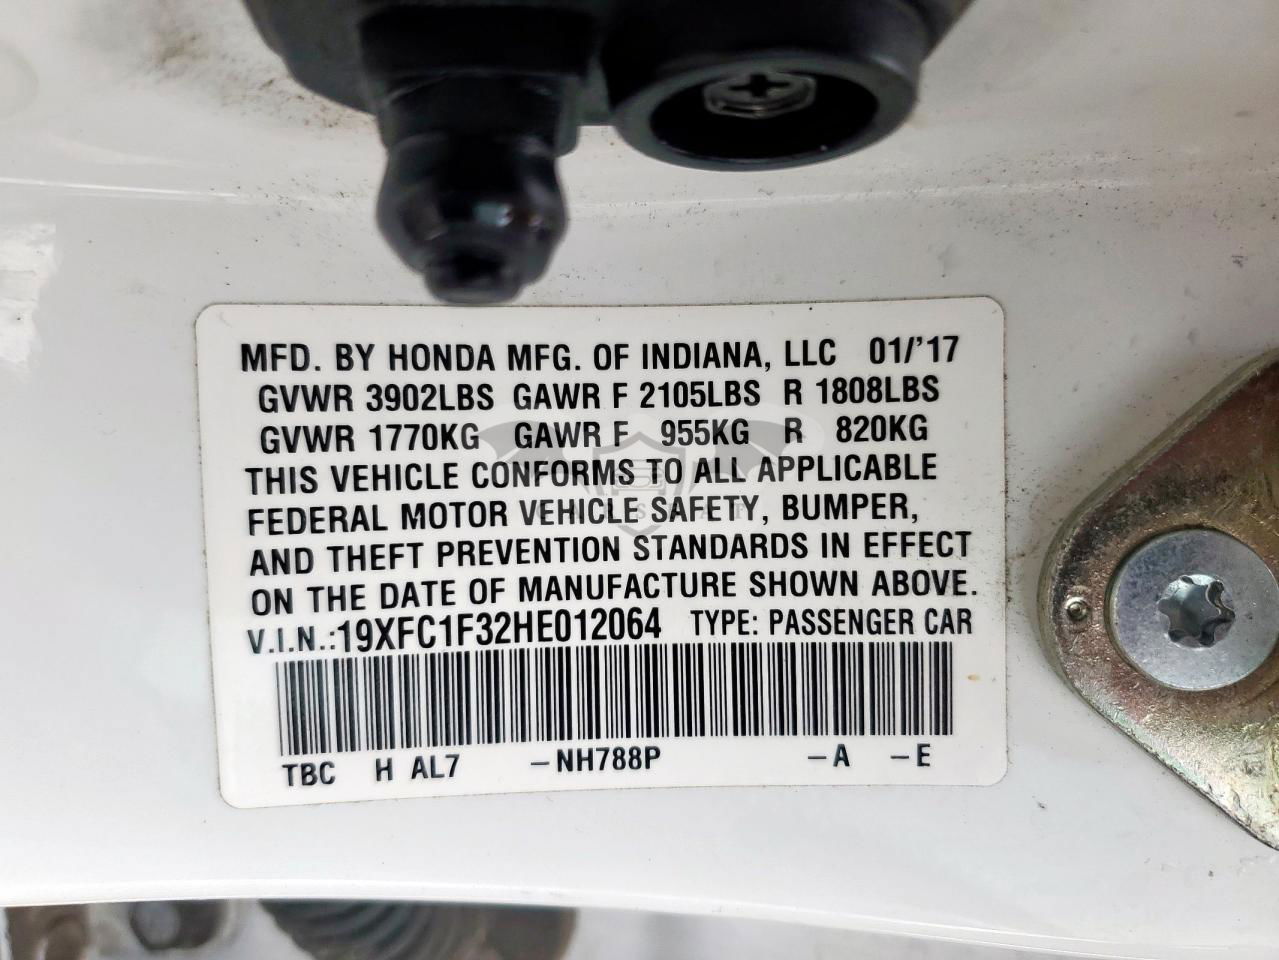 MFD. BY HONDA MFG. OF INDIANA, LLC 01/'17
GVWR 3902LBS GAWR F 2105LBS R 1808LBS
GVWR 1770KG GAWR F 955KG R 820KG
THIS VEHICLE CONFORMS TO ALL APPLICABLE
FEDERAL MOTOR VEHICLE SAFETY, BUMPER,
AND THEFT PREVENTION STANDARDS IN EFFECT
ON THE DATE OF MANUFACTURE SHOWN ABOVE.
V.I.N.:19XFC1F32HE012064 TYPE: PASSENGER CAR
TBC H AL7 –NH788P –A –E